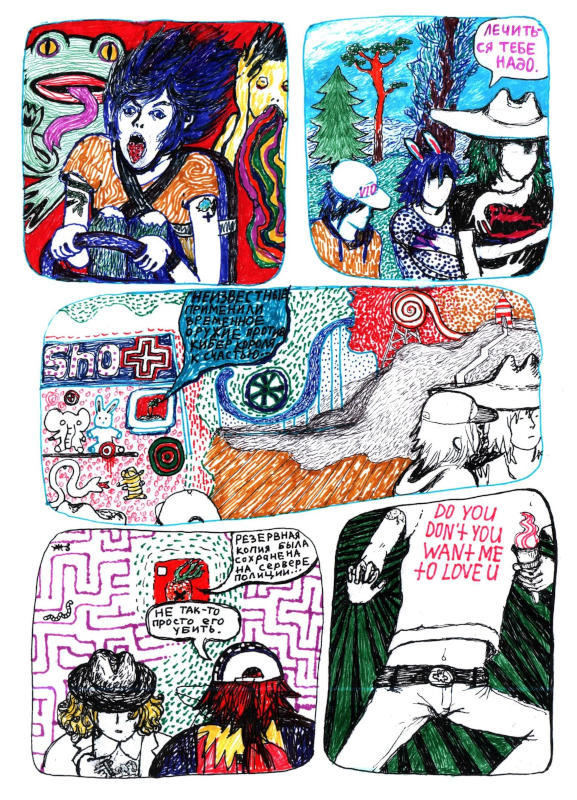 ЛЕЧИТЬ-
СЯ ТЕБЕ
НАДО.
НЕИЗВЕСТНЫЕ
ПРИМЕНИЛИ
ВРЕМЕННОЕ
ОРУЖИЕ ПРОТИВ
КИБЕР КОРОЛЯ.
К СЧАСТЬЮ...
Sho
РЕЗЕРВНАЯ
КОПИЯ БЫЛА
СОХРАНЕНА
НА СЕРВЕРЕ
ПОЛИЦИИ...
НЕ ТАК-ТО
ПРОСТО ЕГО
УБИТЬ.
DO YOU
DON'T YOU
WANT ME
TO LOVE U